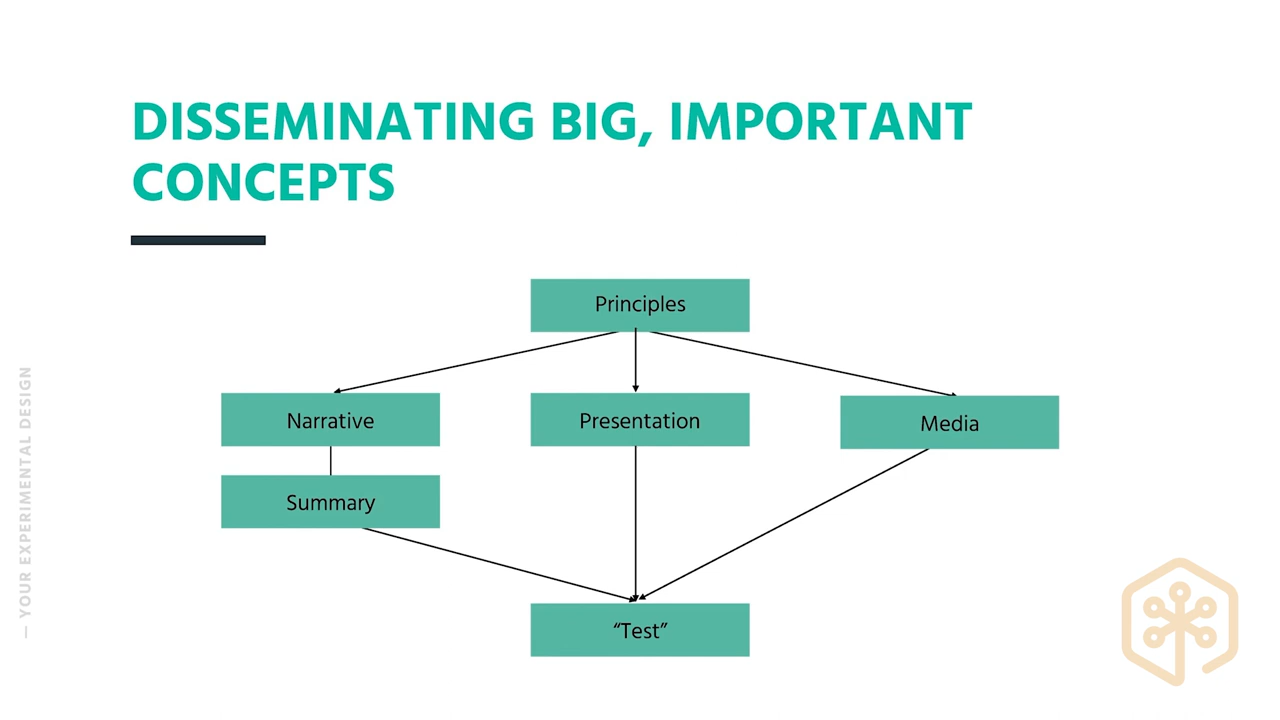 DISSEMINATING BIG, IMPORTANT
CONCEPTS
Principles
Narrative
Presentation
Media
Summary
“Test”
— YOUR EXPERIMENTAL DESIGN